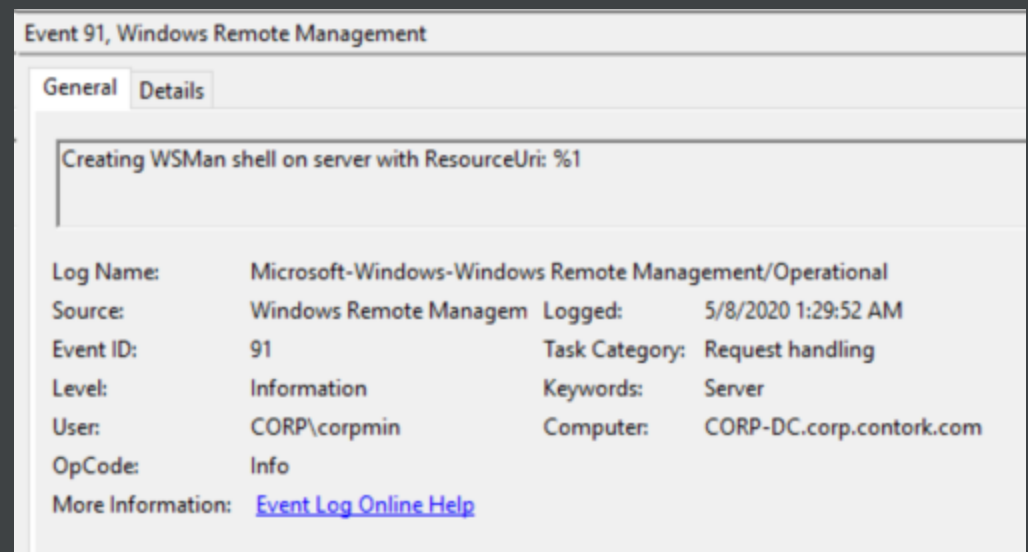 Event 91, Windows Remote Management
General Details
Creating WSMan shell on server with ResourceUri: %1
Log Name: Microsoft-Windows-Windows Remote Management/Operational
Source: Windows Remote Managem Logged: 5/8/2020 1:29:52 AM
Event ID: 91 Task Category: Request handling
Level: Information Keywords: Server
User: CORP\corpmin Computer: CORP-DC.corp.contork.com
OpCode: Info
More Information: Event Log Online Help